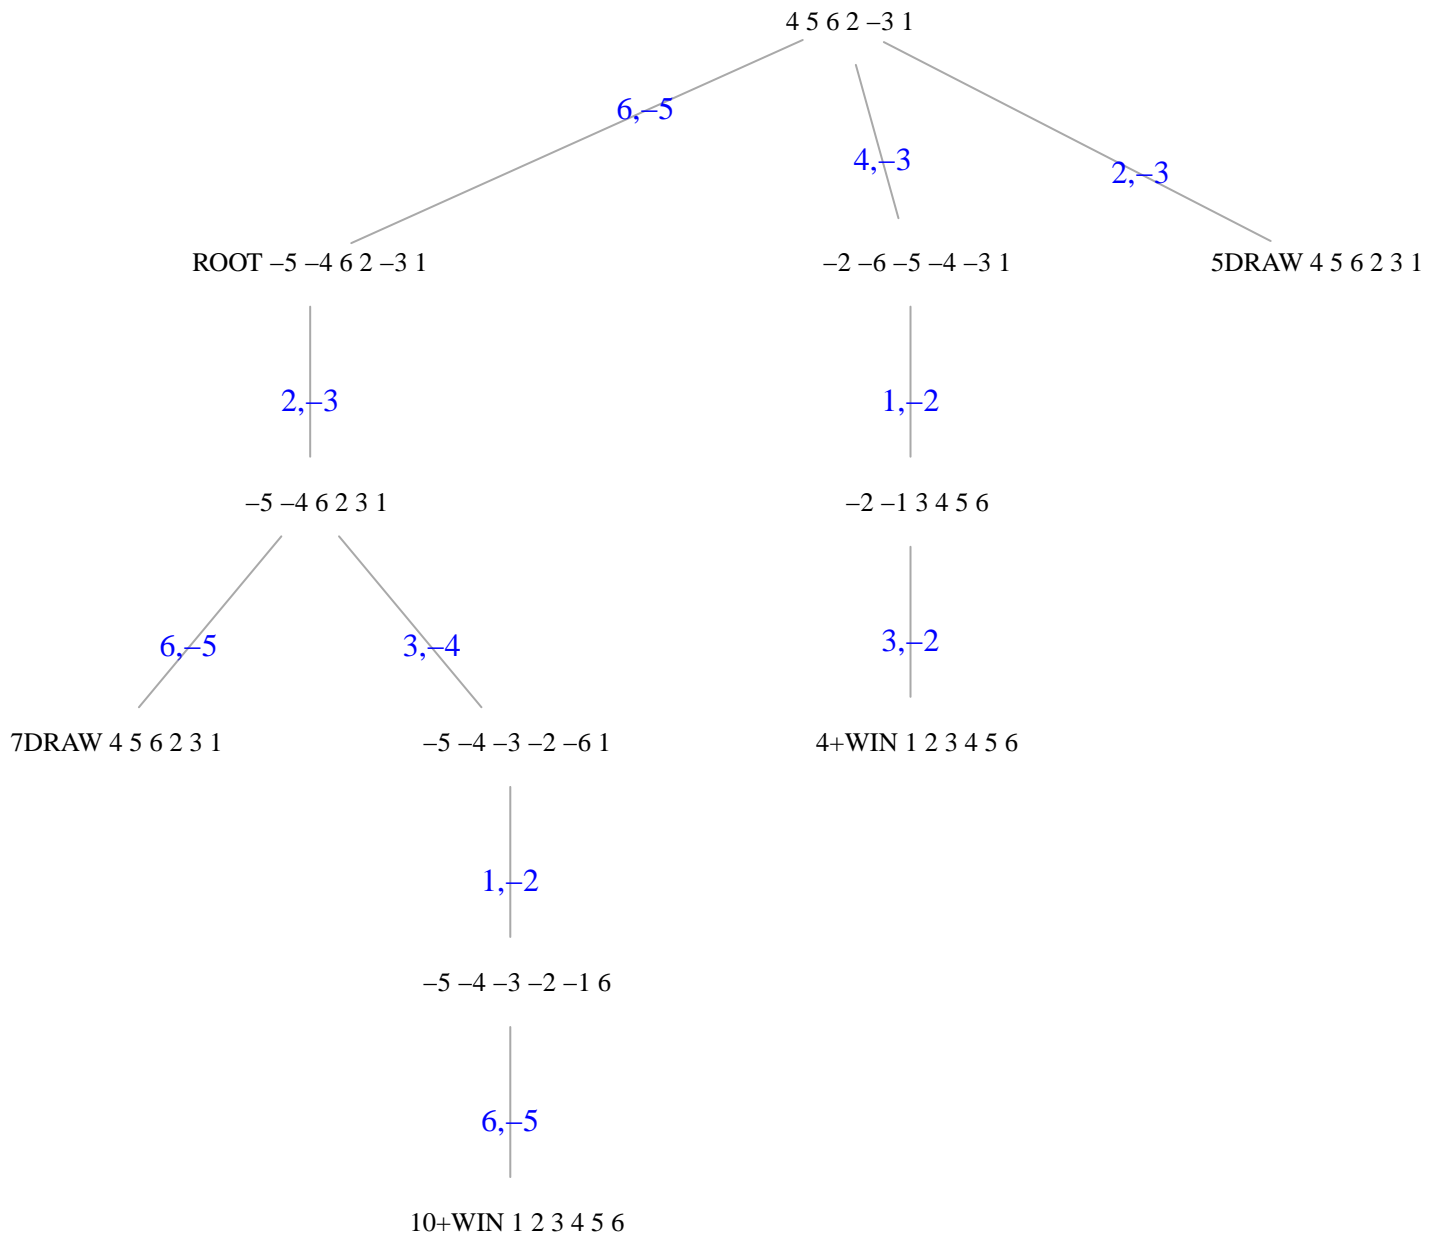 4 5 6 2 –3 1
6,–5
4,–3
2,–3
ROOT –5 –4 6 2 –3 1
–2 –6 –5 –4 –3 1
5DRAW 4 5 6 2 3 1
2,–3
1,–2
–5 –4 6 2 3 1
–2 –1 3 4 5 6
6,–5
3,–4
3,–2
7DRAW 4 5 6 2 3 1
–5 –4 –3 –2 –6 1
4+WIN 1 2 3 4 5 6
1,–2
–5 –4 –3 –2 –1 6
6,–5
10+WIN 1 2 3 4 5 6